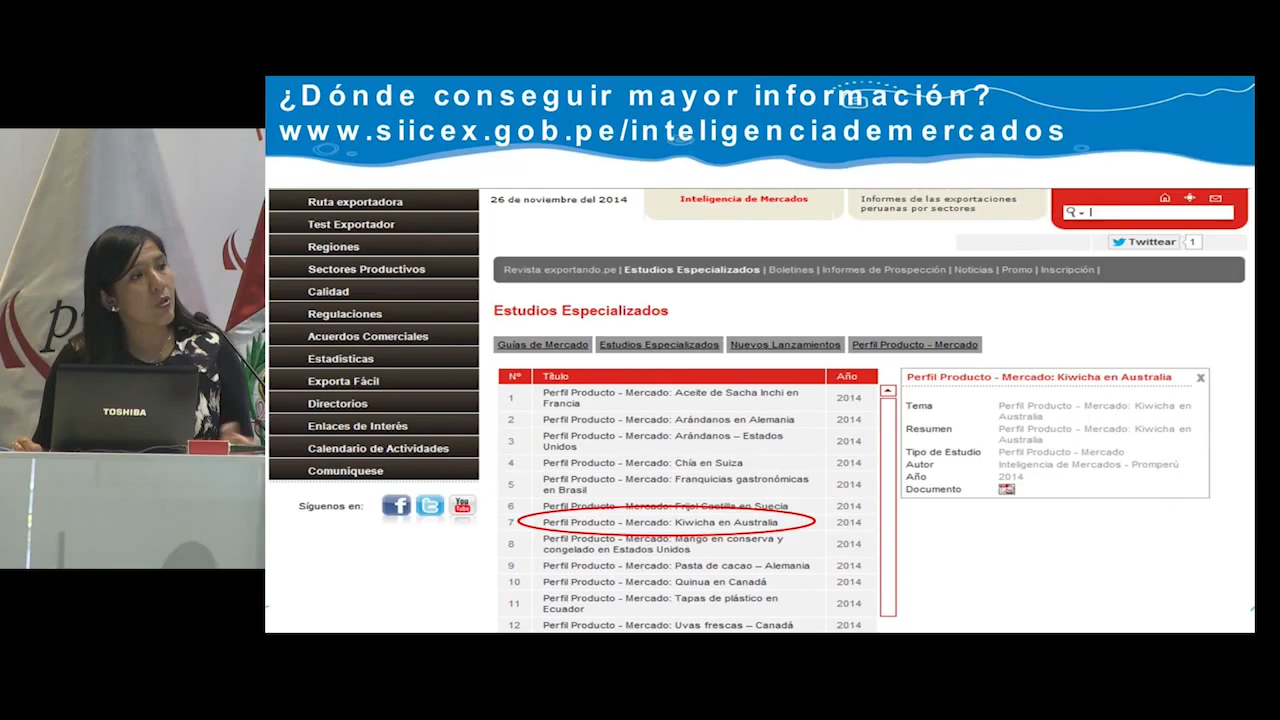 ¿Dónde conseguir mayor información?
www.siicex.gob.pe/inteligenciademercados
Ruta exportadora
Test Exportador
Regiones
Sectores Productivos
Calidad
Regulaciones
Acuerdos Comerciales
Estadísticas
Exporta Fácil
Directorios
Enlaces de Interés
Calendario de Actividades
Comuníquese
Síguenos en:
26 de noviembre del 2014
Inteligencia de Mercados
Informes de las exportaciones
peruanas por sectores
Twittear 1
Revista exportando.pe | Estudios Especializados | Boletines | Informes de Prospección | Noticias | Promo | Inscripción |
Estudios Especializados
Guías de Mercado Estudios Especializados Nuevos Lanzamientos Perfil Producto - Mercado
Nº Título Año
1 Perfil Producto - Mercado: Aceite de Sacha Inchi en
Francia 2014
2 Perfil Producto - Mercado: Arándanos en Alemania 2014
3 Perfil Producto - Mercado: Arándanos – Estados
Unidos 2014
4 Perfil Producto - Mercado: Chía en Suiza 2014
5 Perfil Producto - Mercado: Franquicias gastronómicas
en Brasil 2014
6 Perfil Producto - Mercado: Frijol Castilla en Suecia 2014
7 Perfil Producto - Mercado: Kiwicha en Australia 2014
8 Perfil Producto - Mercado: Mango en conserva y
congelado en Estados Unidos 2014
9 Perfil Producto - Mercado: Pasta de cacao – Alemania 2014
10 Perfil Producto - Mercado: Quinua en Canadá 2014
11 Perfil Producto - Mercado: Tapas de plástico en
Ecuador 2014
12 Perfil Producto - Mercado: Uvas frescas – Canadá 2014
Perfil Producto - Mercado: Kiwicha en Australia X
Tema Perfil Producto - Mercado: Kiwicha en
Australia
Resumen Perfil Producto - Mercado: Kiwicha en
Australia
Tipo de Estudio Perfil Producto - Mercado
Autor Inteligencia de Mercados - Promperú
Año 2014
Documento
You
Tube
TOSHIBA